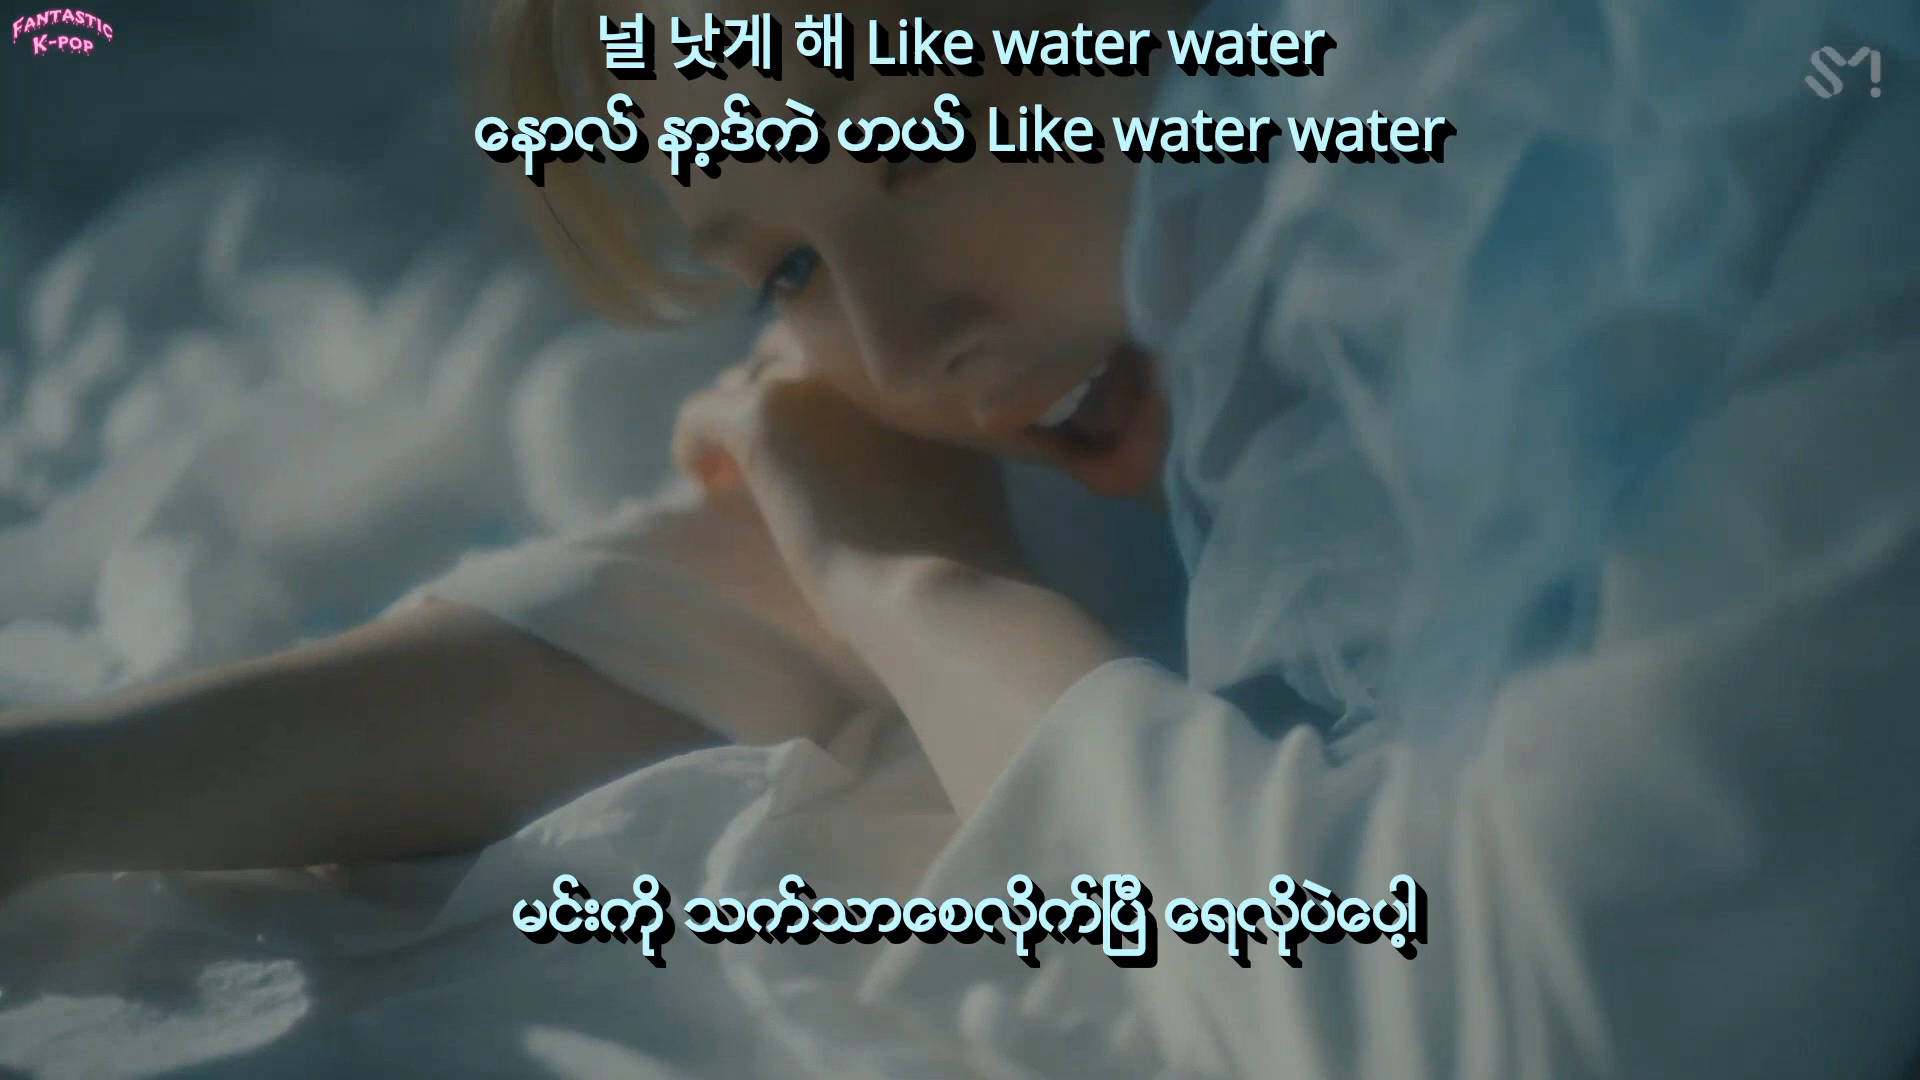 FANTASTIC
K-POP
SM
널 낫게 해 Like water water
နောလ် နာ့ဒ်ကဲ ဟယ် Like water water
မင်းကို သက်သာစေလိုက်ပြီ ရေလိုပဲပေါ့